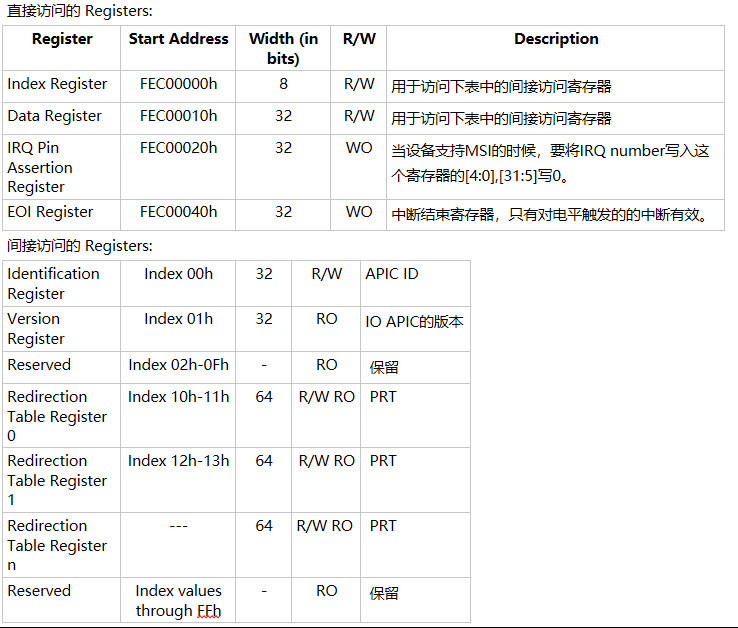 直接访问的 Registers:
Register Start Address Width (in R/W Description
bits)
Index Register FEC00000h 8 R/W 用于访问下表中的间接访问寄存器
Data Register FEC00010h 32 R/W 用于访问下表中的间接访问寄存器
IRQ Pin FEC00020h 32 WO 当设备支持MSI的时候，要将IRQ number写入这
Assertion 个寄存器的[4:0],[31:5]写0。
Register
EOI Register FEC00040h 32 WO 中断结束寄存器，只有对电平触发的的中断有效。
间接访问的 Registers:
Identification Index 00h 32 R/W APIC ID
Register
Version Index 01h 32 RO IO APIC的版本
Register
Reserved Index 02h-0Fh - RO 保留
Redirection Index 10h-11h 64 R/W RO PRT
Table Register
0
Redirection Index 12h-13h 64 R/W RO PRT
Table Register
1
Redirection --- 64 R/W RO PRT
Table Register
n
Reserved Index values - RO 保留
through EFh